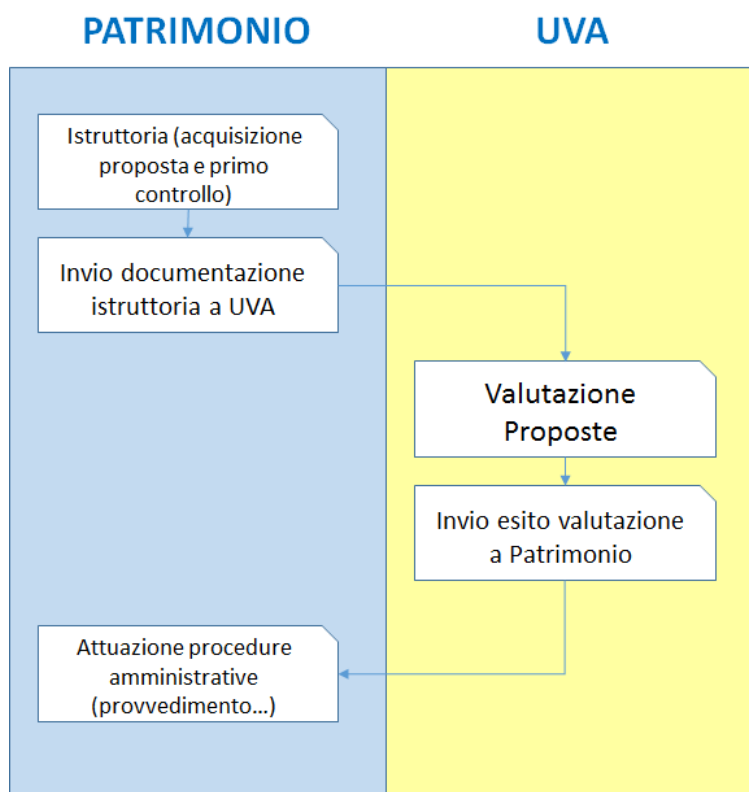 PATRIMONIO
UVA
Istruttoria (acquisizione
proposta e primo
controllo)
Invio documentazione
istruttoria a UVA
Valutazione
Proposte
Invio esito valutazione
a Patrimonio
Attuazione procedure
amministrative
(provvedimento...)